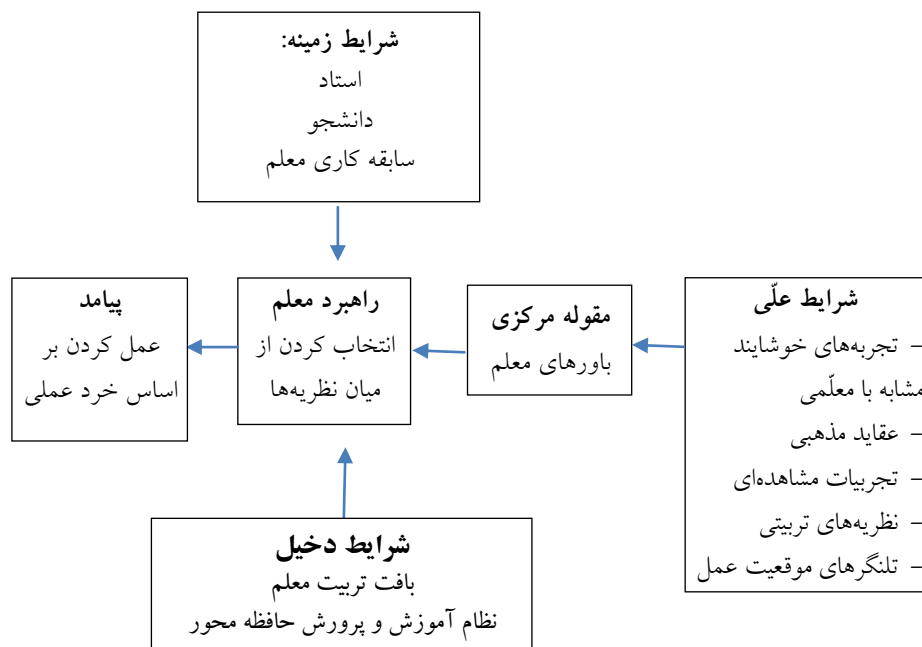 شرایط زمینه:
استاد
دانشجو
سابقه کاری معلم
شرایط علّی
– تجربه‌های خوشایند
مشابه با معلّمی
– عقاید مذهبی
– تجربیات مشاهده‌ای
– نظریه‌های تربیتی
– تلنگرهای موقعیت عمل
مقوله مرکزی
باورهای معلم
راهبرد معلم
انتخاب کردن از
میان نظریه‌ها
پیامد
عمل کردن بر
اساس خرد عملی
شرایط دخیل
بافت تربیت معلم
نظام آموزش و پرورش حافظه محور